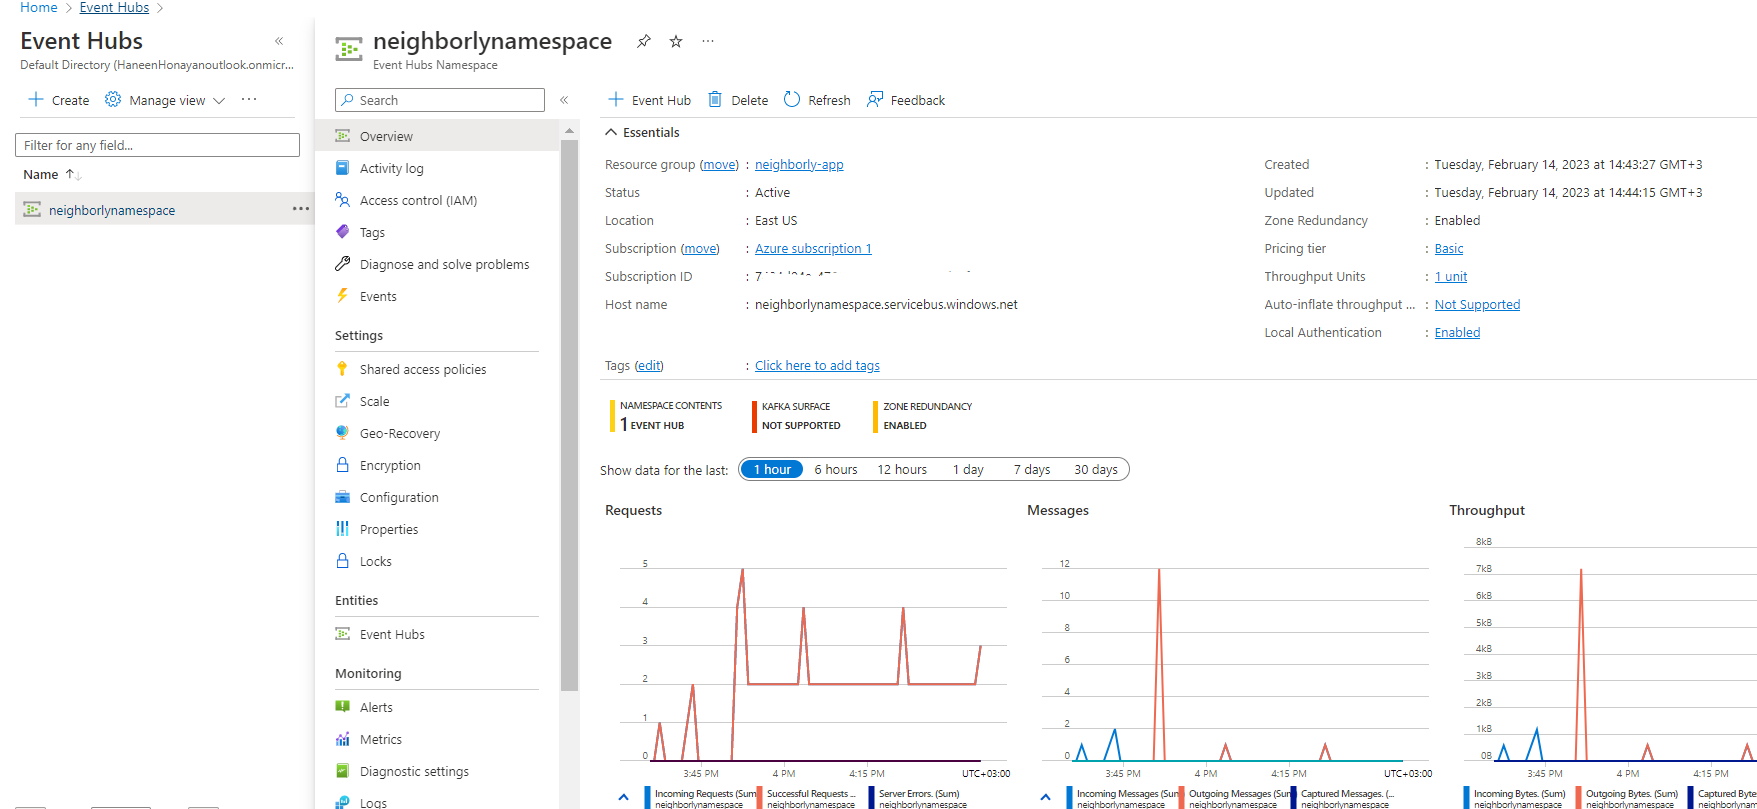 Home > Event Hubs >
Event Hubs «
Default Directory (HaneenHonayanoutlook.onmicr...
+ Create Manage view ...
Filter for any field...
Name ↑↓
neighborlynamespace ...
neighborlynamespace ...
Event Hubs Namespace
Search «
Overview
Activity log
Access control (IAM)
Tags
Diagnose and solve problems
Events
Settings
Shared access policies
Scale
Geo-Recovery
Encryption
Configuration
Properties
Locks
Entities
Event Hubs
Monitoring
Alerts
Metrics
Diagnostic settings
Logs
+ Event Hub Delete Refresh Feedback
Essentials
Resource group (move) : neighborly-app
Status : Active
Location : East US
Subscription (move) : Azure subscription 1
Subscription ID :
Host name : neighborlynamespace.servicebus.windows.net
Tags (edit) : Click here to add tags
Created : Tuesday, February 14, 2023 at 14:43:27 GMT+3
Updated : Tuesday, February 14, 2023 at 14:44:15 GMT+3
Zone Redundancy : Enabled
Pricing tier : Basic
Throughput Units : 1 unit
Auto-inflate throughput ... : Not Supported
Local Authentication : Enabled
NAMESPACE CONTENTS
1 EVENT HUB
KAFKA SURFACE
NOT SUPPORTED
ZONE REDUNDANCY
ENABLED
Show data for the last: 1 hour 6 hours 12 hours 1 day 7 days 30 days
Requests
5
4
3
2
1
0
3:45 PM 4 PM 4:15 PM UTC+03:00
Incoming Requests (Sum)
neighborlynamespace
Successful Requests ...
neighborlynamespace
Server Errors. (Sum)
neighborlynamespace
Messages
12
10
8
6
4
2
0
3:45 PM 4 PM 4:15 PM UTC+03:00
Incoming Messages (Sum)
neighborlynamespace
Outgoing Messages (Sum)
neighborlynamespace
Captured Messages. (...
neighborlynamespace
Throughput
8kB
7kB
6kB
5kB
4kB
3kB
2kB
1kB
0B
3:45 PM 4 PM 4:15 PM
Incoming Bytes. (Sum)
neighborlynamespace
Outgoing Bytes. (Sum)
neighborlynamespace
Captured Byte
neighborlynam